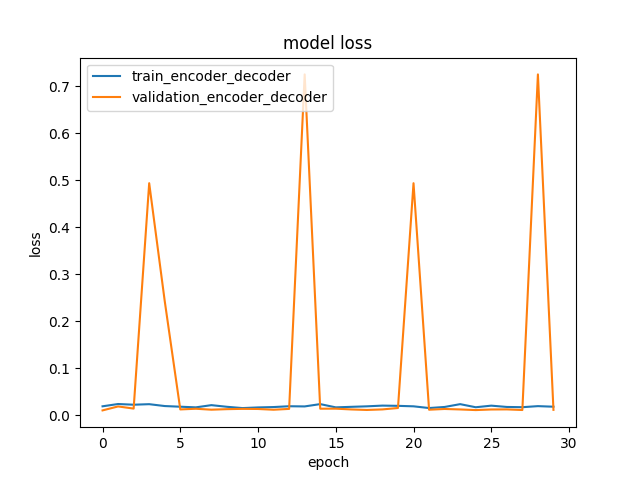 model loss
train_encoder_decoder
validation_encoder_decoder
loss
0.7
0.6
0.5
0.4
0.3
0.2
0.1
0.0
0 5 10 15 20 25 30
epoch